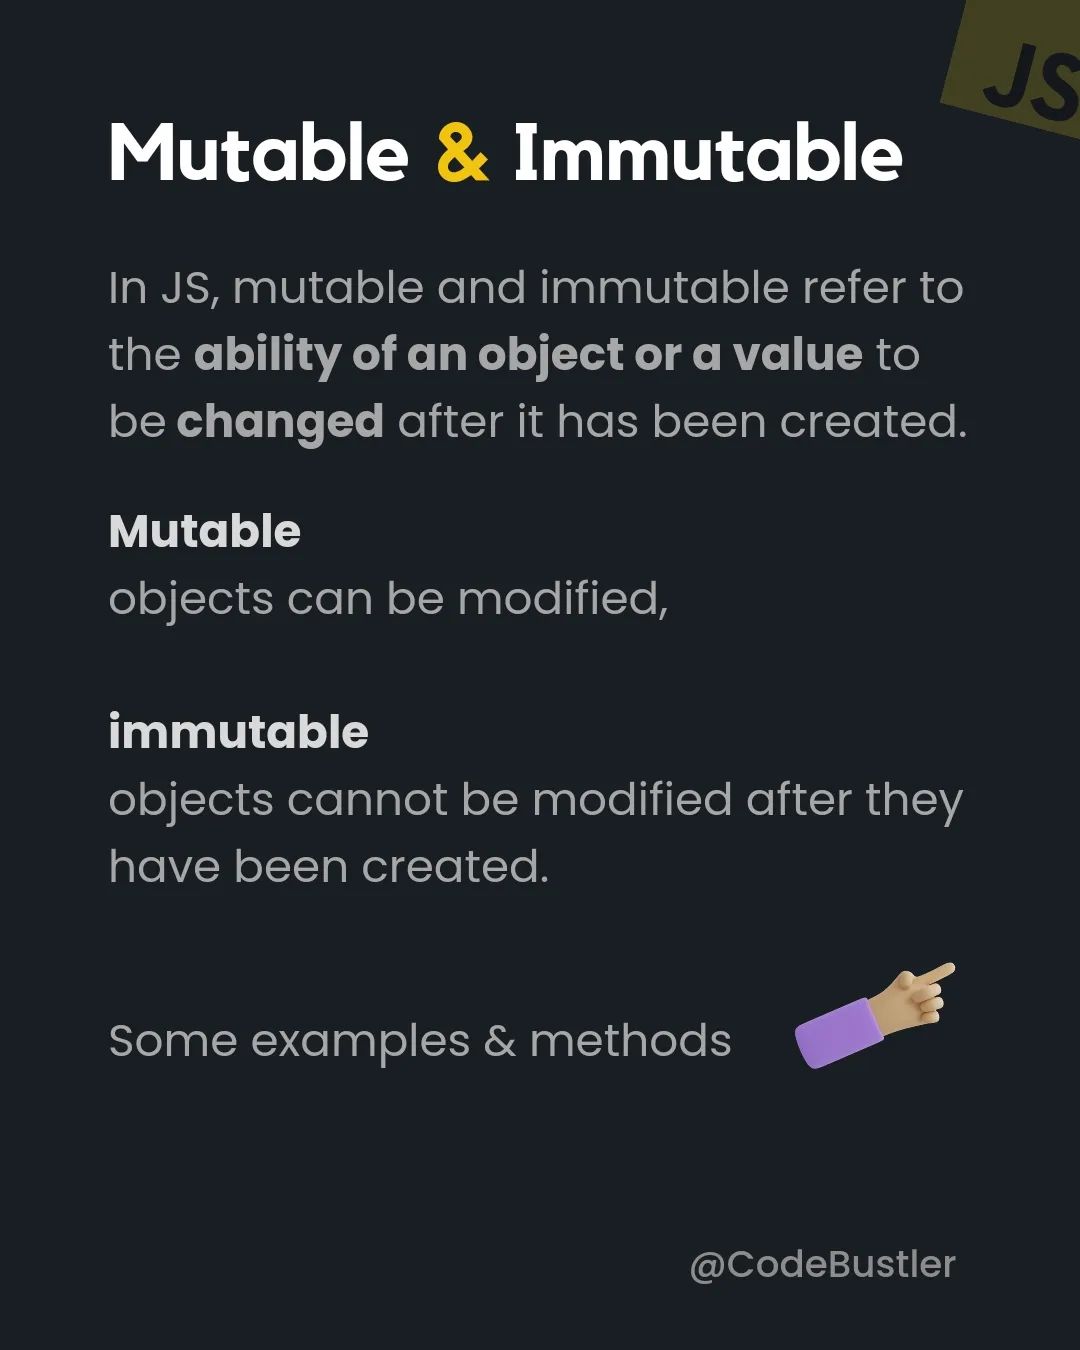 JS
Mutable & Immutable
In JS, mutable and immutable refer to
the ability of an object or a value to
be changed after it has been created.
Mutable
objects can be modified,
immutable
objects cannot be modified after they
have been created.
Some examples & methods
@CodeBustler